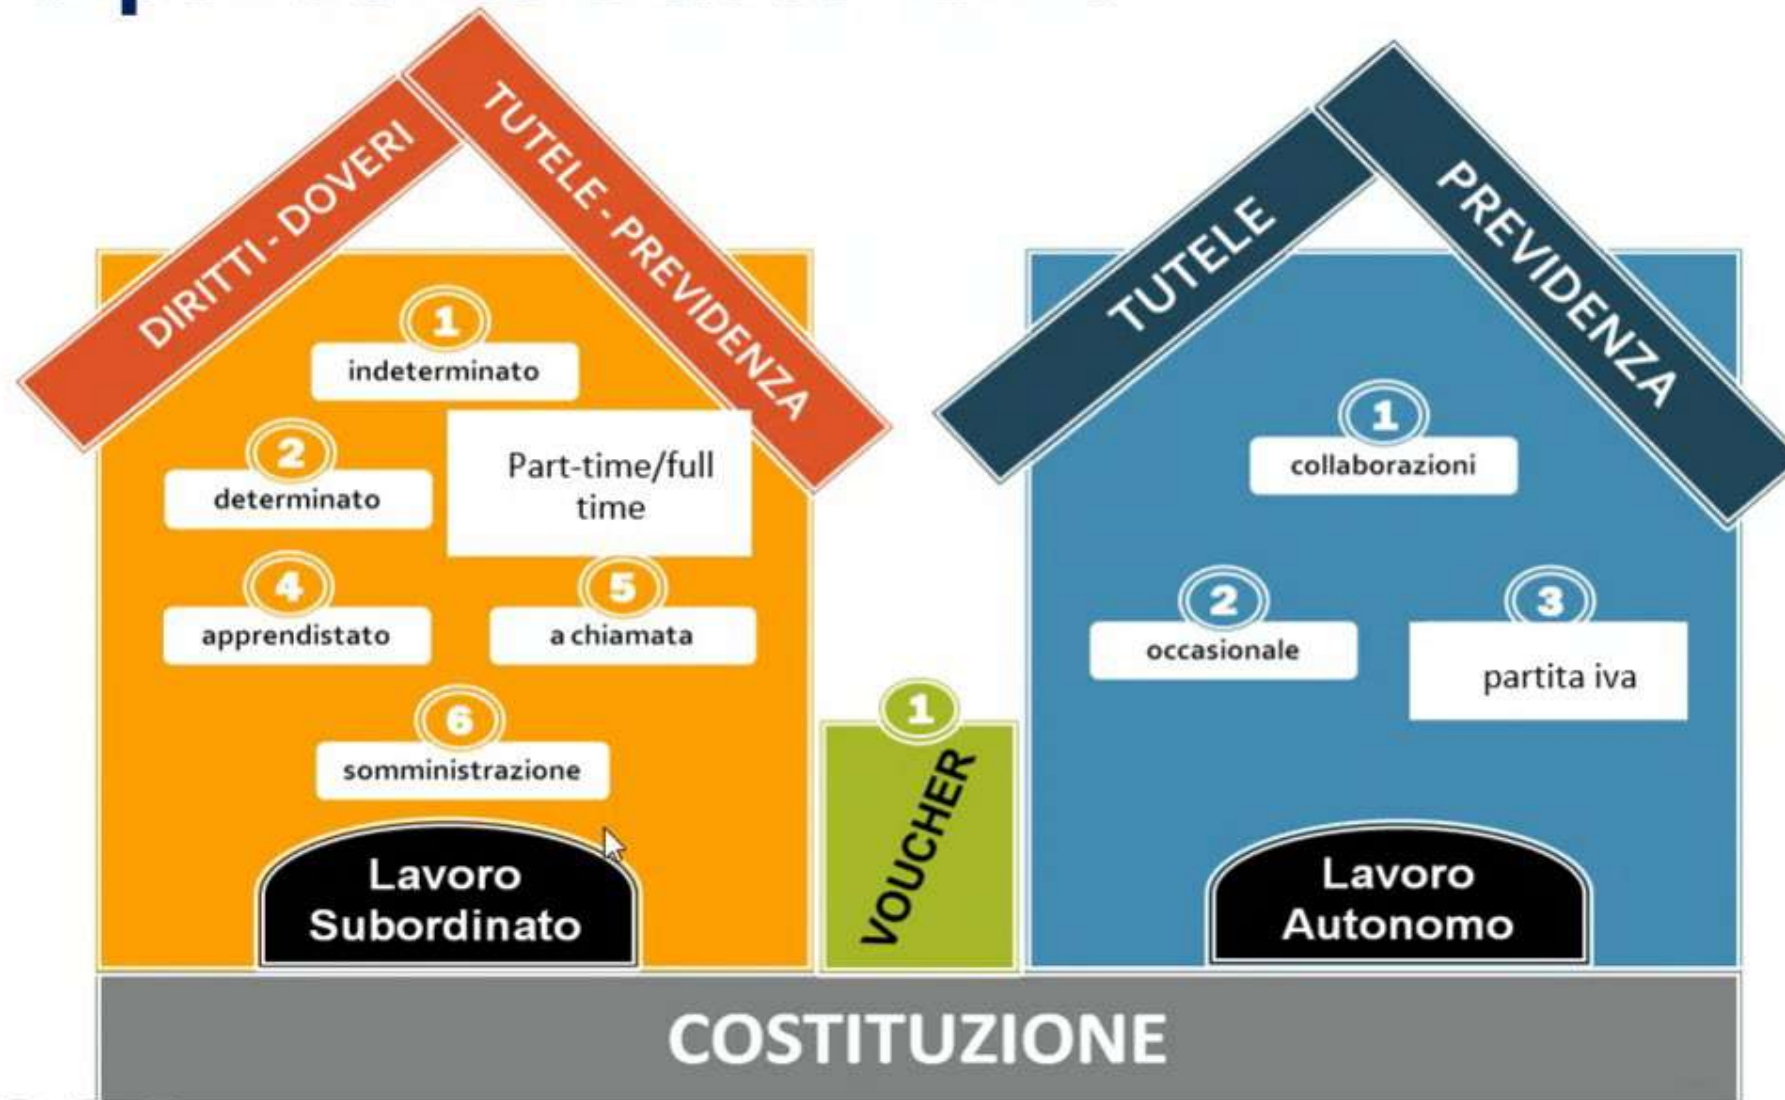 DIRITTI - DOVERI
TUTELE - PREVIDENZA
1
indeterminato
2
determinato
Part-time/full
time
4
apprendistato
5
a chiamata
6
somministrazione
Lavoro
Subordinato
1
VOUCHER
TUTELE
PREVIDENZA
1
collaborazioni
2
occasionale
3
partita iva
Lavoro
Autonomo
COSTITUZIONE